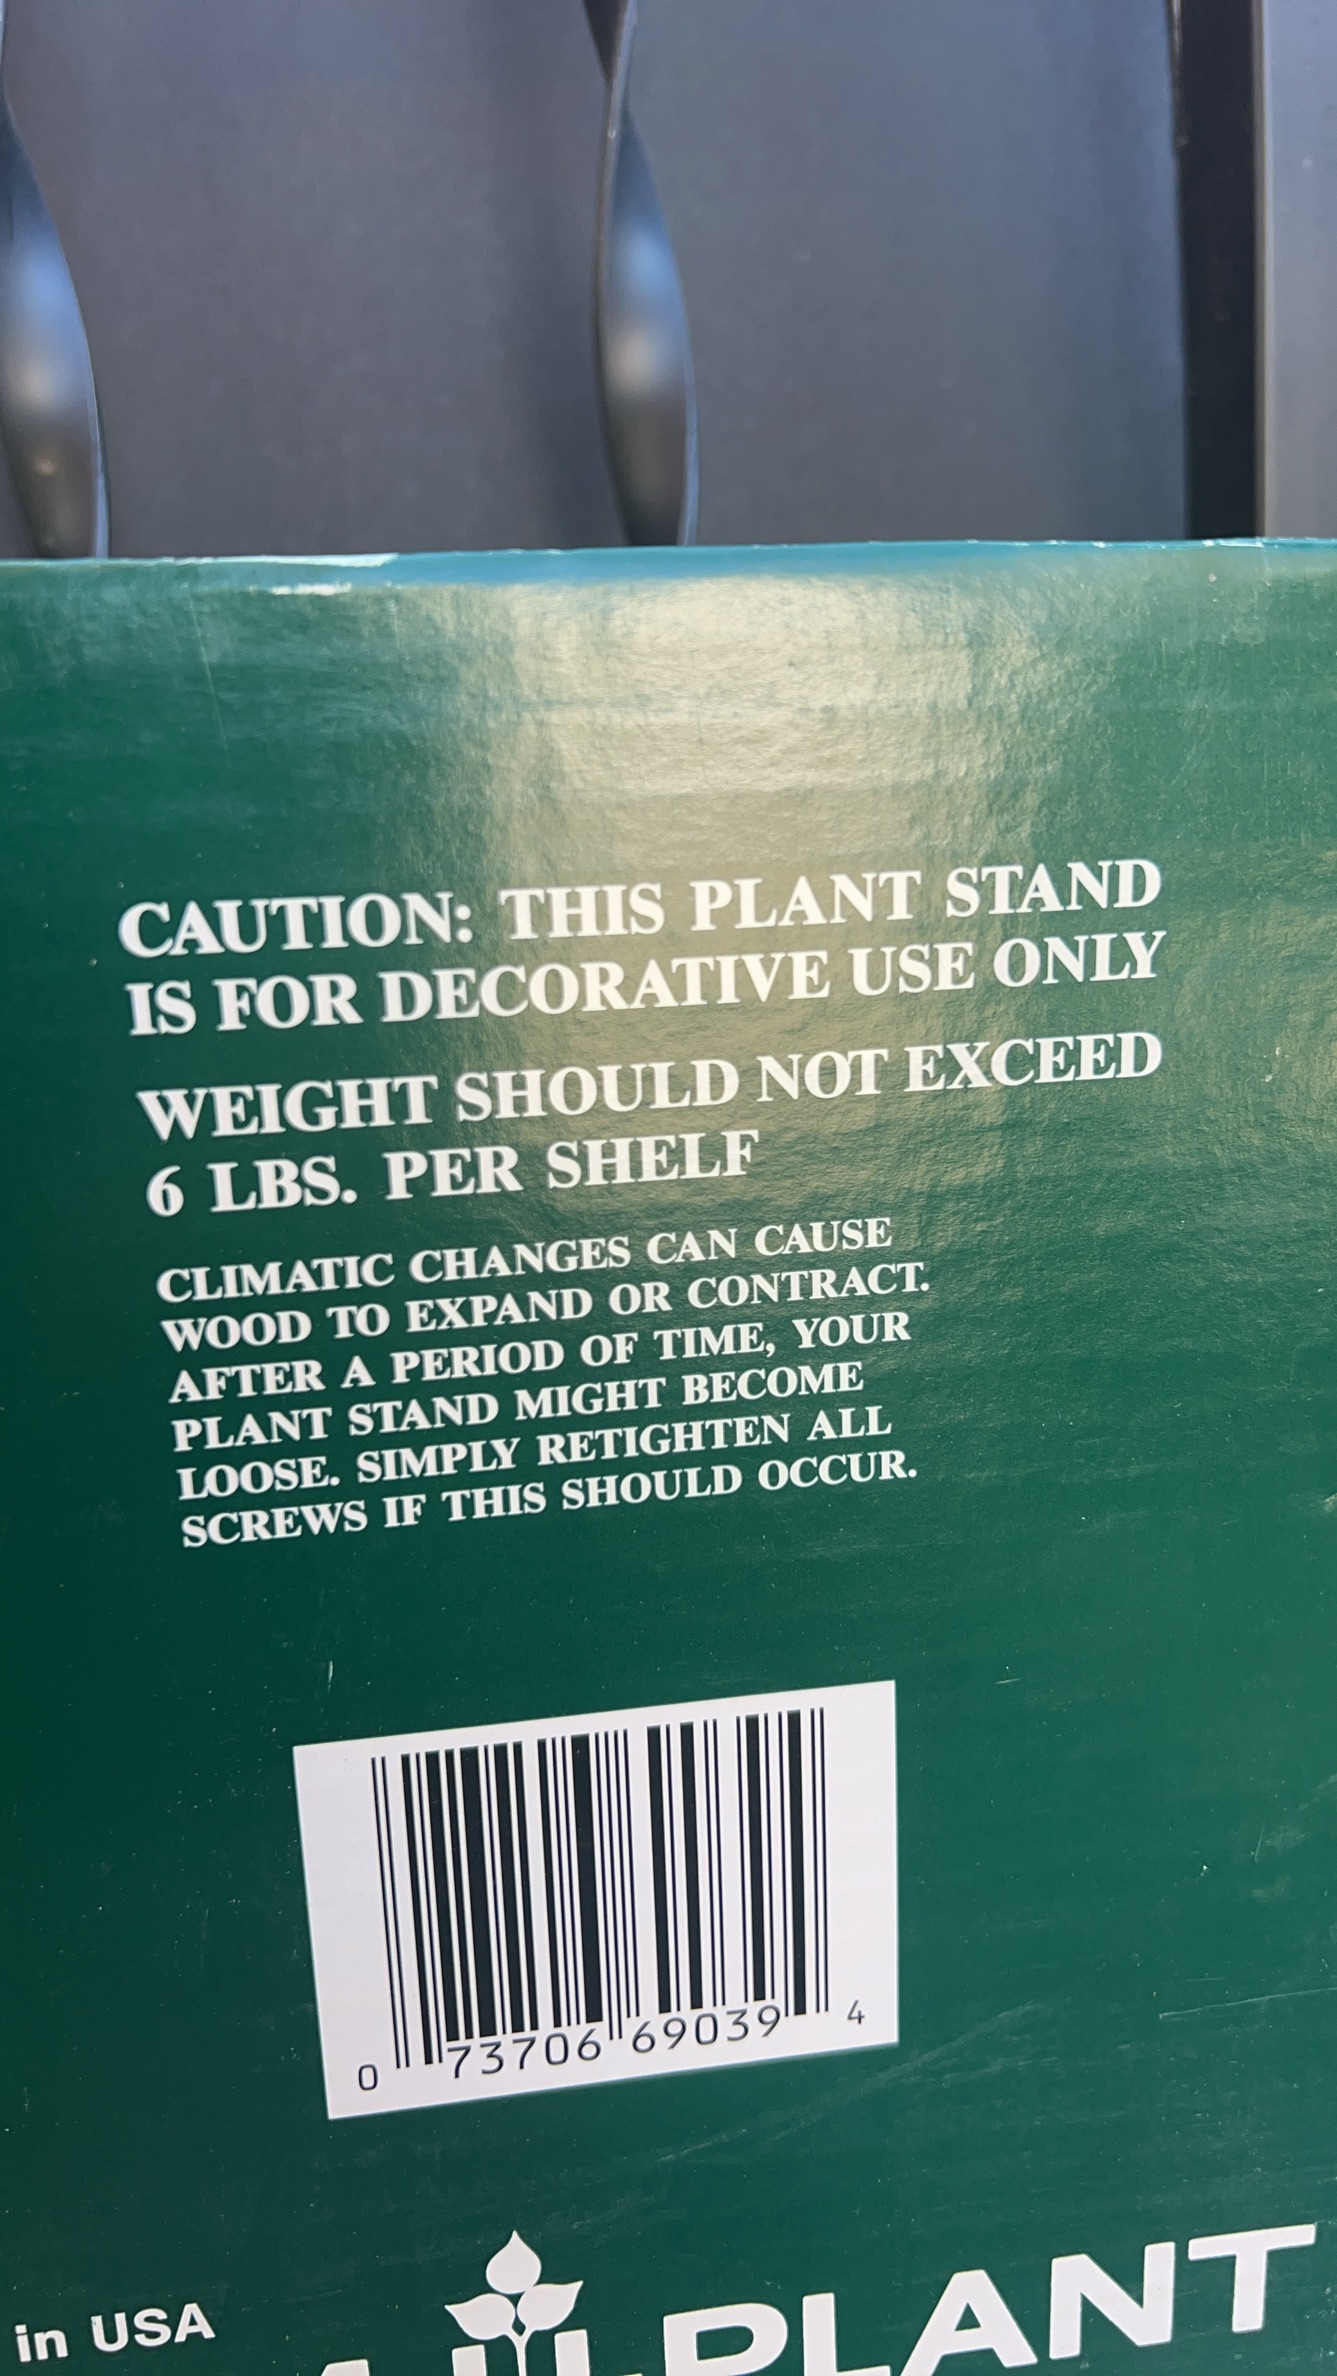 CAUTION: THIS PLANT STAND
IS FOR DECORATIVE USE ONLY
WEIGHT SHOULD NOT EXCEED
6 LBS. PER SHELF
CLIMATIC CHANGES CAN CAUSE
WOOD TO EXPAND OR CONTRACT.
AFTER A PERIOD OF TIME, YOUR
PLANT STAND MIGHT BECOME
LOOSE. SIMPLY RETIGHTEN ALL
SCREWS IF THIS SHOULD OCCUR.
0 73706 69039 4
in USA
PLANT